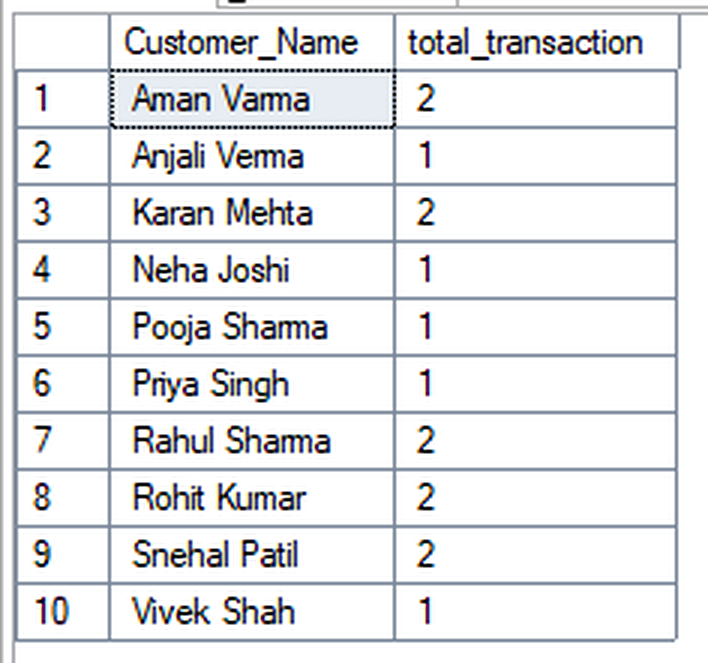 Customer_Name total_transaction
1 Aman Varma 2
2 Anjali Verma 1
3 Karan Mehta 2
4 Neha Joshi 1
5 Pooja Sharma 1
6 Priya Singh 1
7 Rahul Sharma 2
8 Rohit Kumar 2
9 Snehal Patil 2
10 Vivek Shah 1